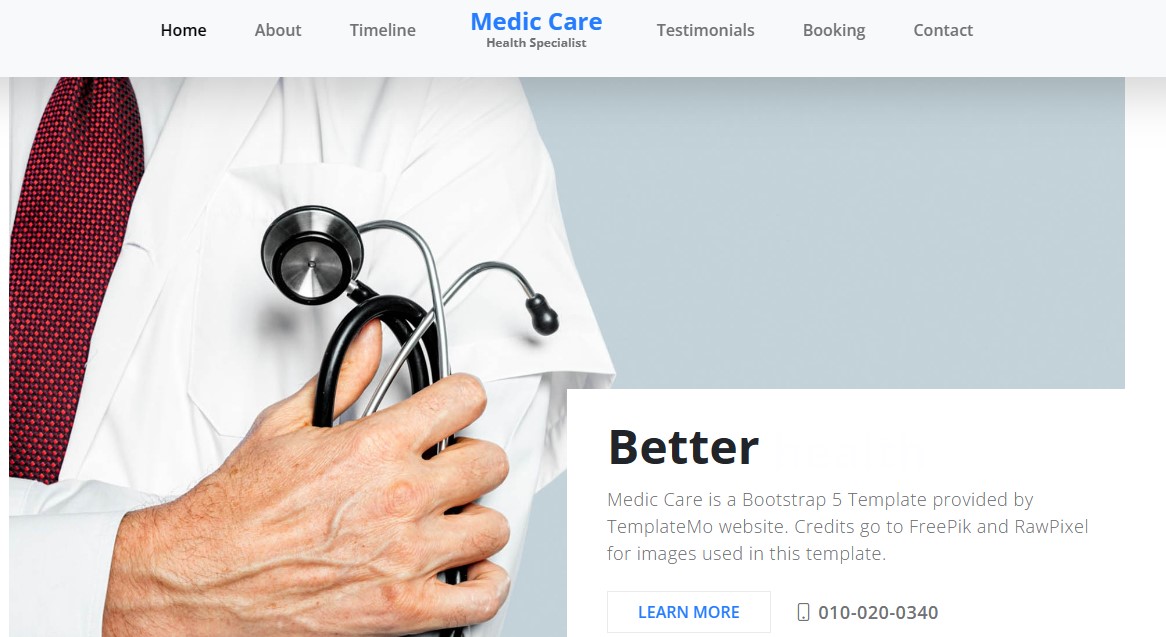 Home
About
Timeline
Medic Care
Health Specialist
Testimonials
Booking
Contact
Better Health
Medic Care is a Bootstrap 5 Template provided by
TemplateMo website. Credits go to FreePik and RawPixel
for images used in this template.
LEARN MORE
010-020-0340